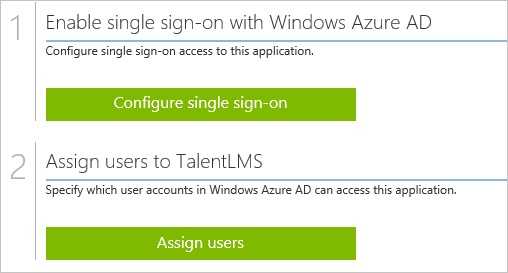 1
Enable single sign-on with Windows Azure AD
Configure single sign-on access to this application.
Configure single sign-on
2
Assign users to TalentLMS
Specify which user accounts in Windows Azure AD can access this application.
Assign users